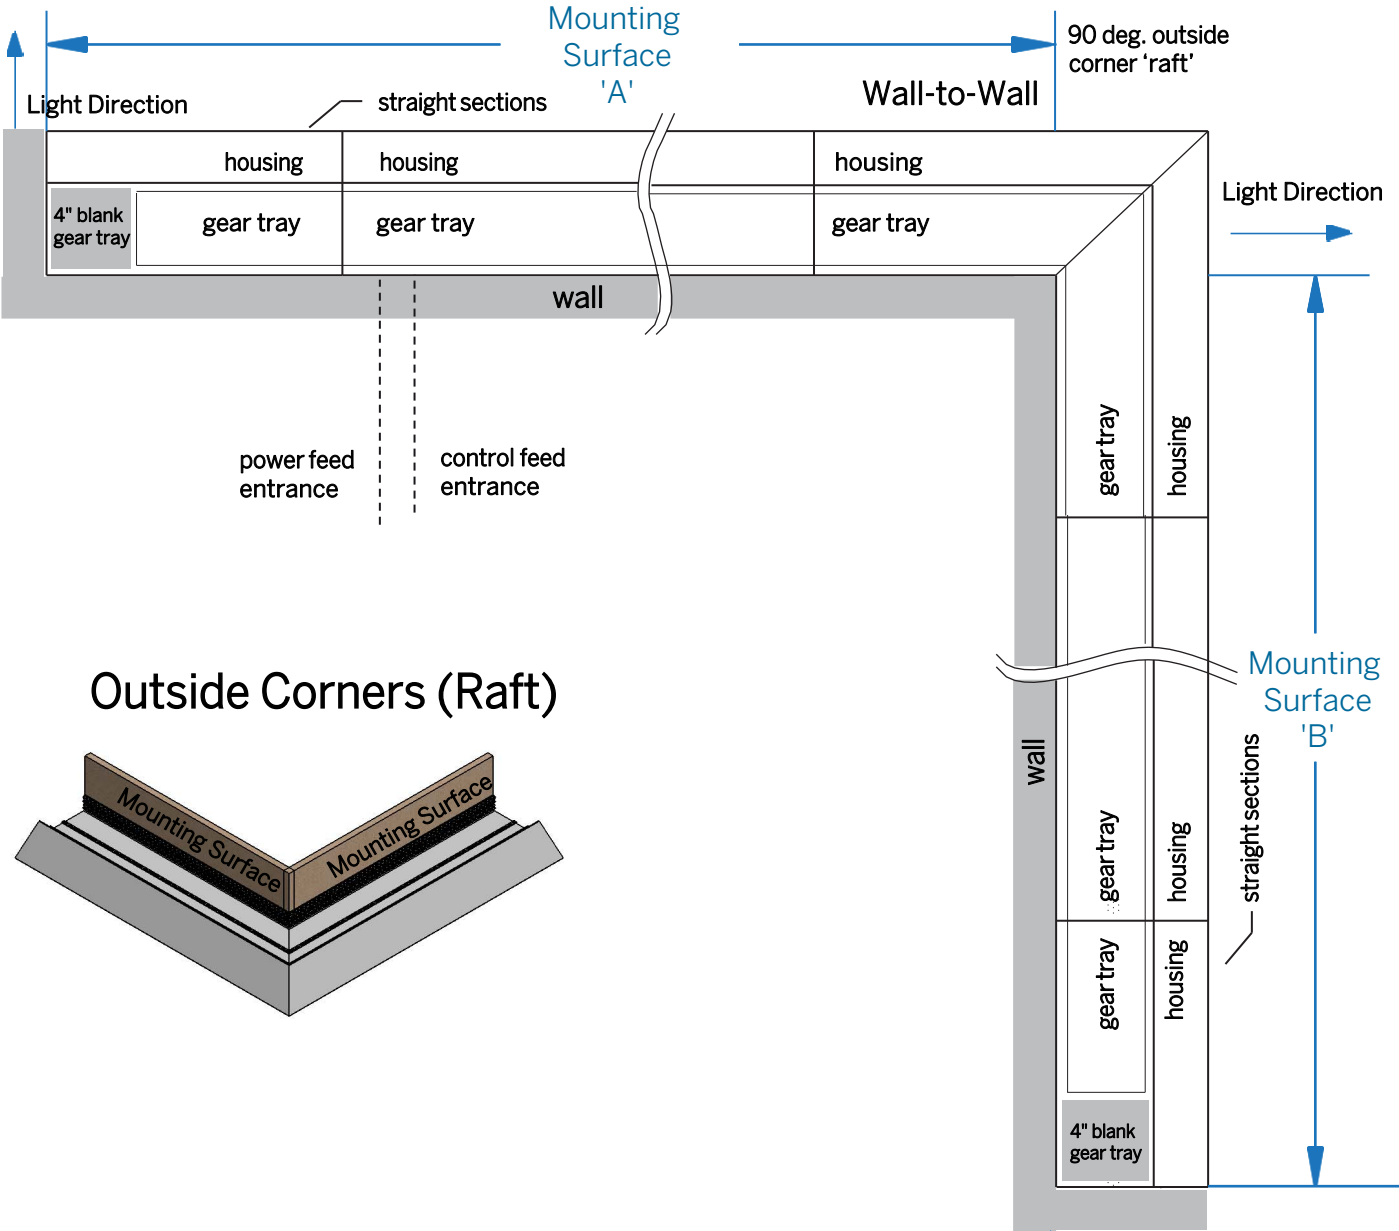 Mounting
Surface
'A'
90 deg. outside
corner ‘raft’
Wall-to-Wall
Light Direction
straight sections
housing
housing
housing
Light Direction
4" blank
gear tray
gear tray
gear tray
gear tray
wall
power feed
entrance
control feed
entrance
gear tray
housing
Mounting
Surface
'B'
Outside Corners (Raft)
wall
straight sections
Mounting Surface
Mounting Surface
gear tray
housing
gear tray
housing
4" blank
gear tray